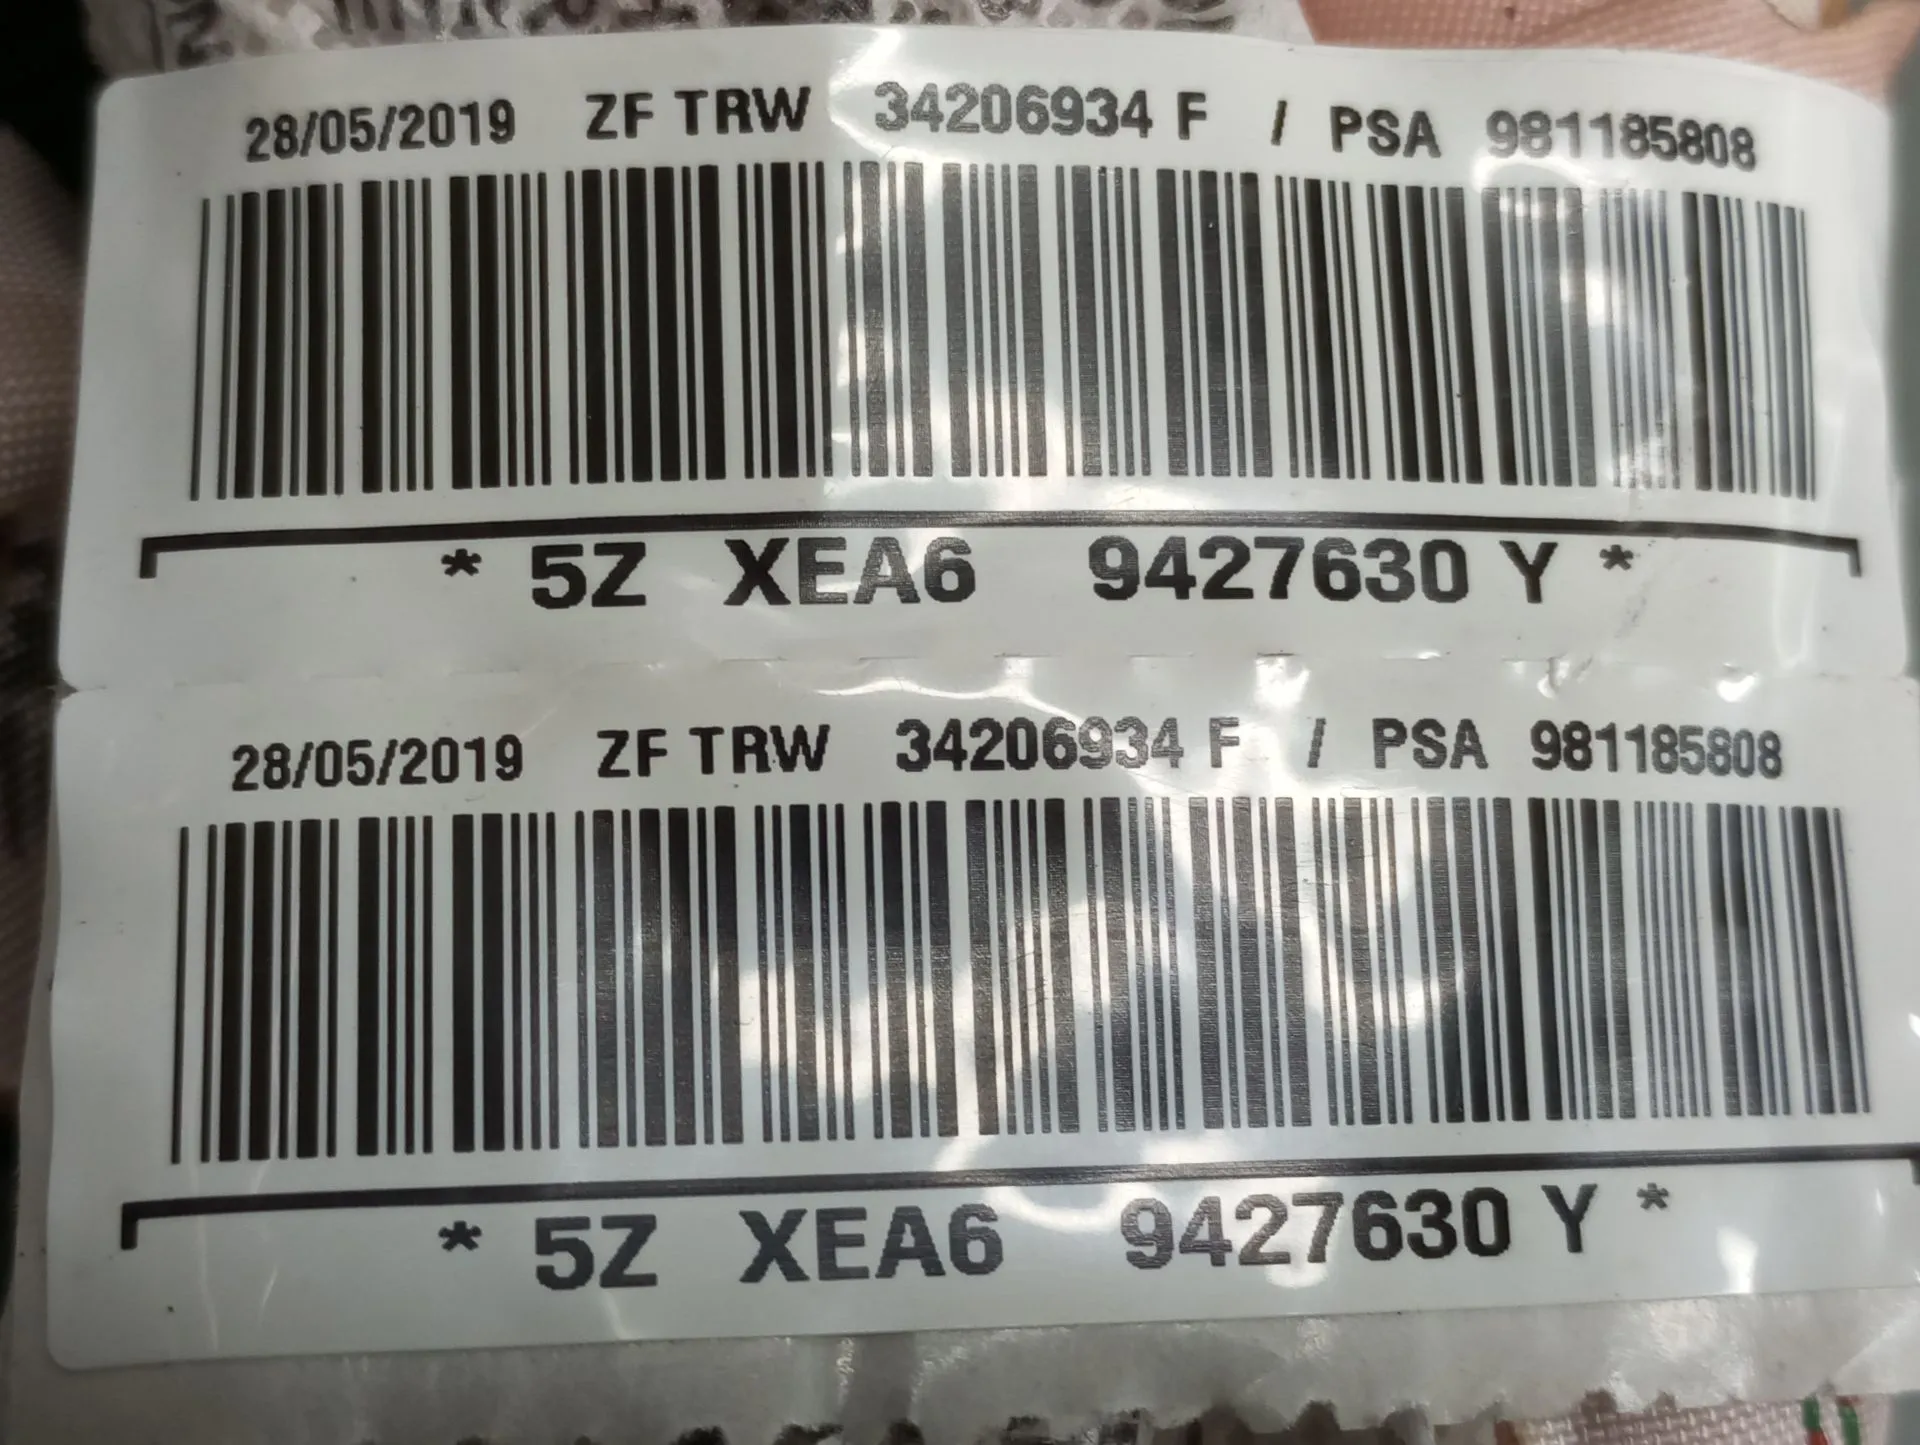 28/05/2019 ZF TRW 34206934 F / PSA 981185808
* 5Z XEA6 9427630 Y *
28/05/2019 ZF TRW 34206934 F / PSA 981185808
* 5Z XEA6 9427630 Y *